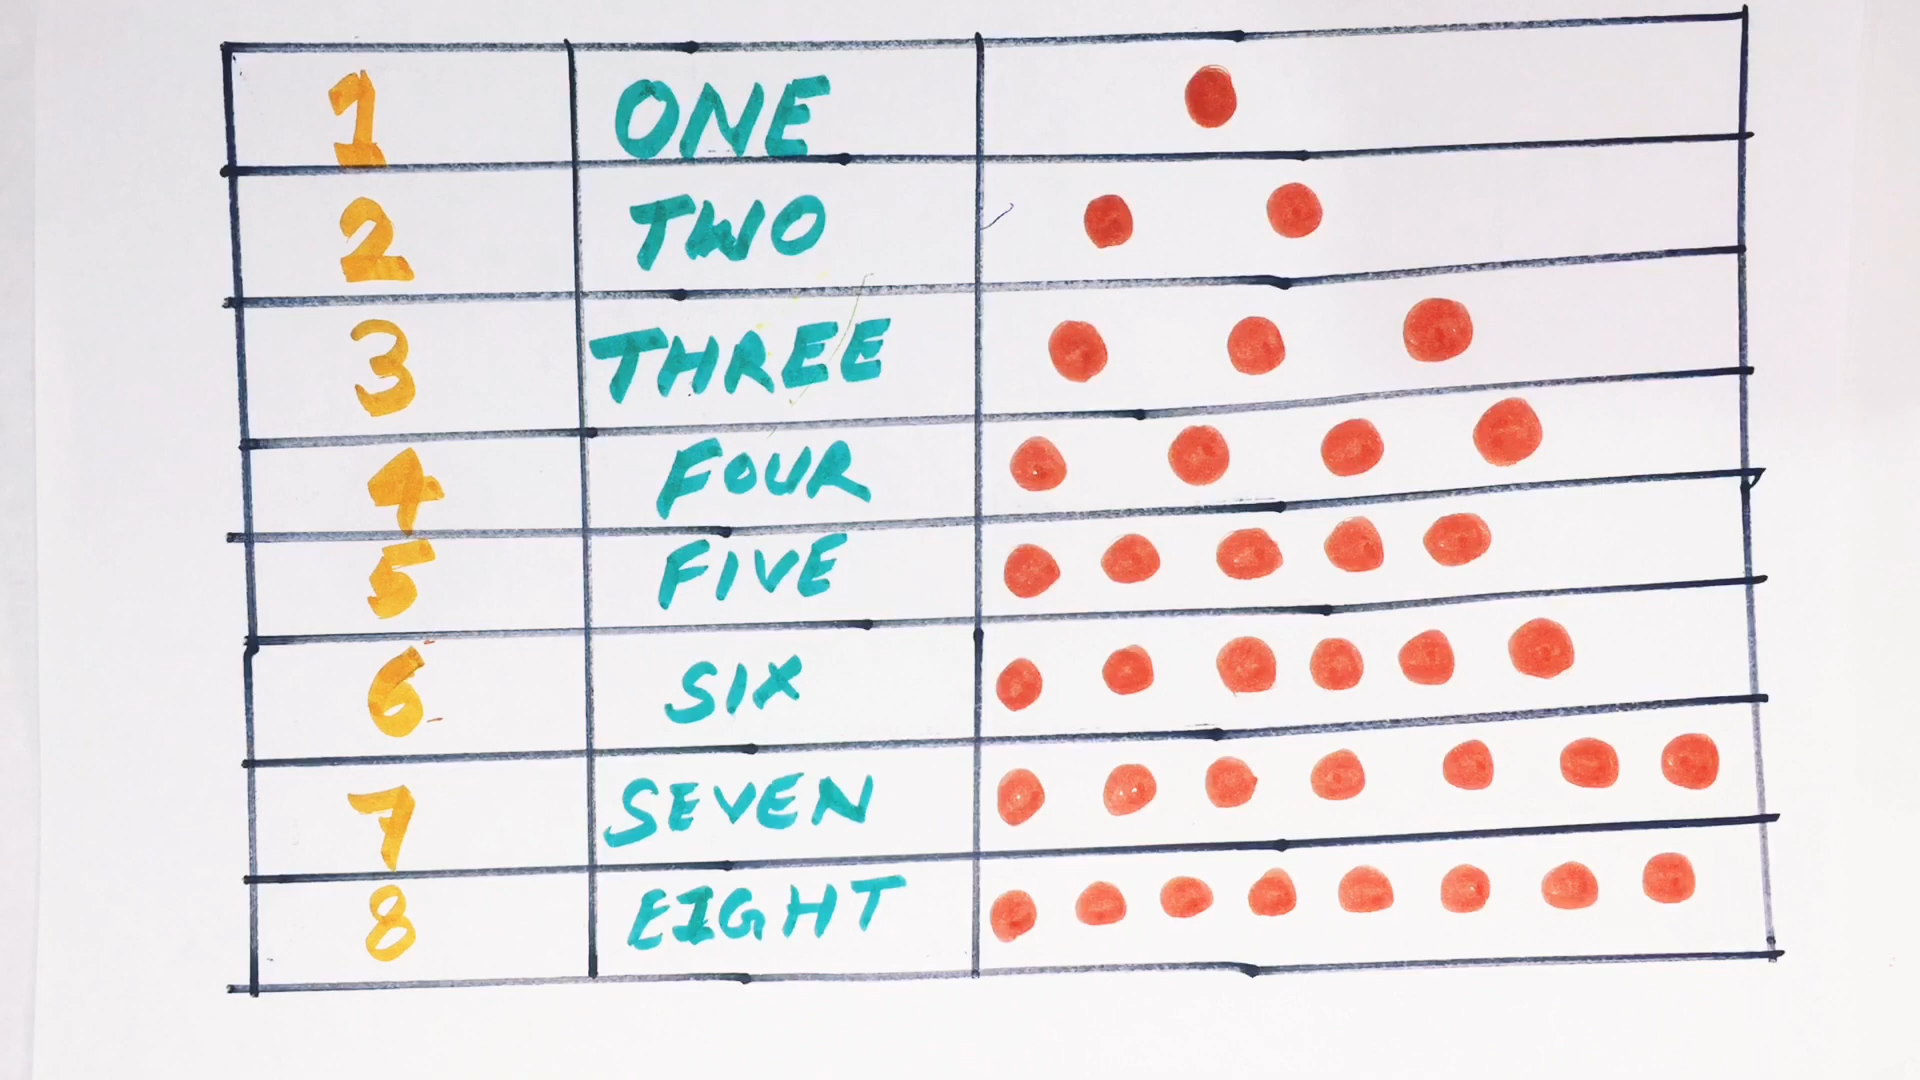 1 ONE
2 TWO
3 THREE
4 FOUR
5 FIVE
6 SIX
7 SEVEN
8 EIGHT